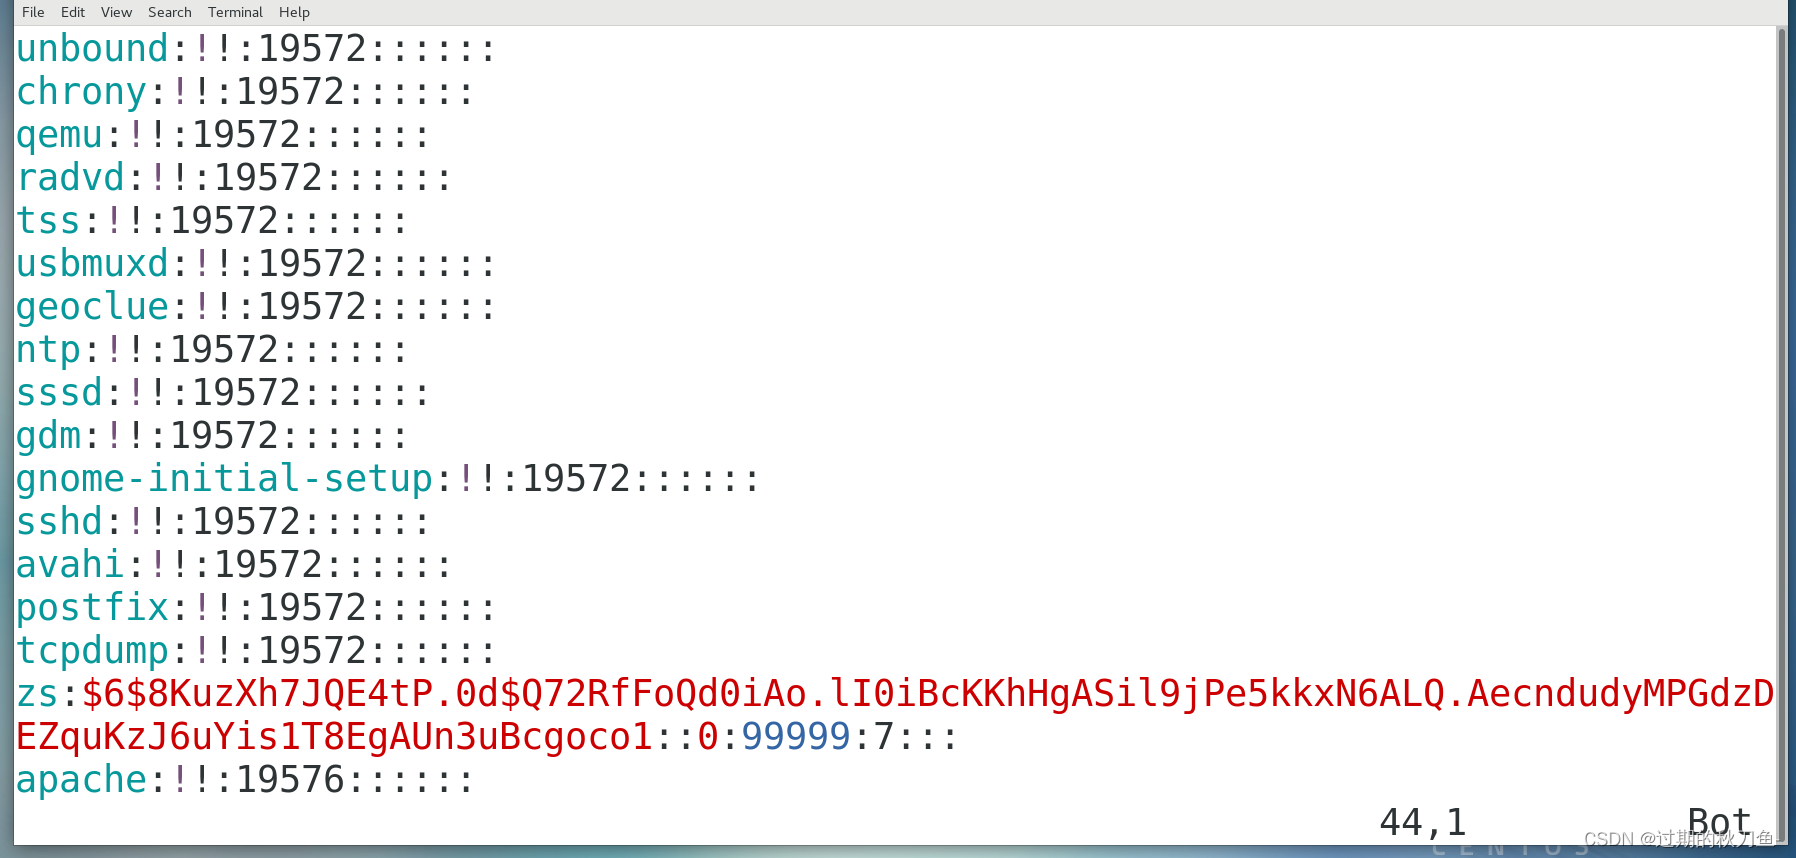 File Edit View Search Terminal Help
unbound:!!:19572::::::
chrony:!!:19572::::::
qemu:!!:19572::::::
radvd:!!:19572::::::
tss:!!:19572::::::
usbmuxd:!!:19572::::::
geoclue:!!:19572::::::
ntp:!!:19572::::::
sssd:!!:19572::::::
gdm:!!:19572::::::
gnome-initial-setup:!!:19572::::::
sshd:!!:19572::::::
avahi:!!:19572::::::
postfix:!!:19572::::::
tcpdump:!!:19572::::::
zs:$6$8KuzXh7JQE4tP.0d$Q72RfFoQd0iAo.lI0iBcKKhHgASil9jPe5kkxN6ALQ.AecndudyMPGdzD
EZquKzJ6uYis1T8EgAUn3uBcgoco1::0:99999:7:::
apache:!!:19576::::::
44,1 Bot
CSDN @过期的秋刀鱼-
CENTOS